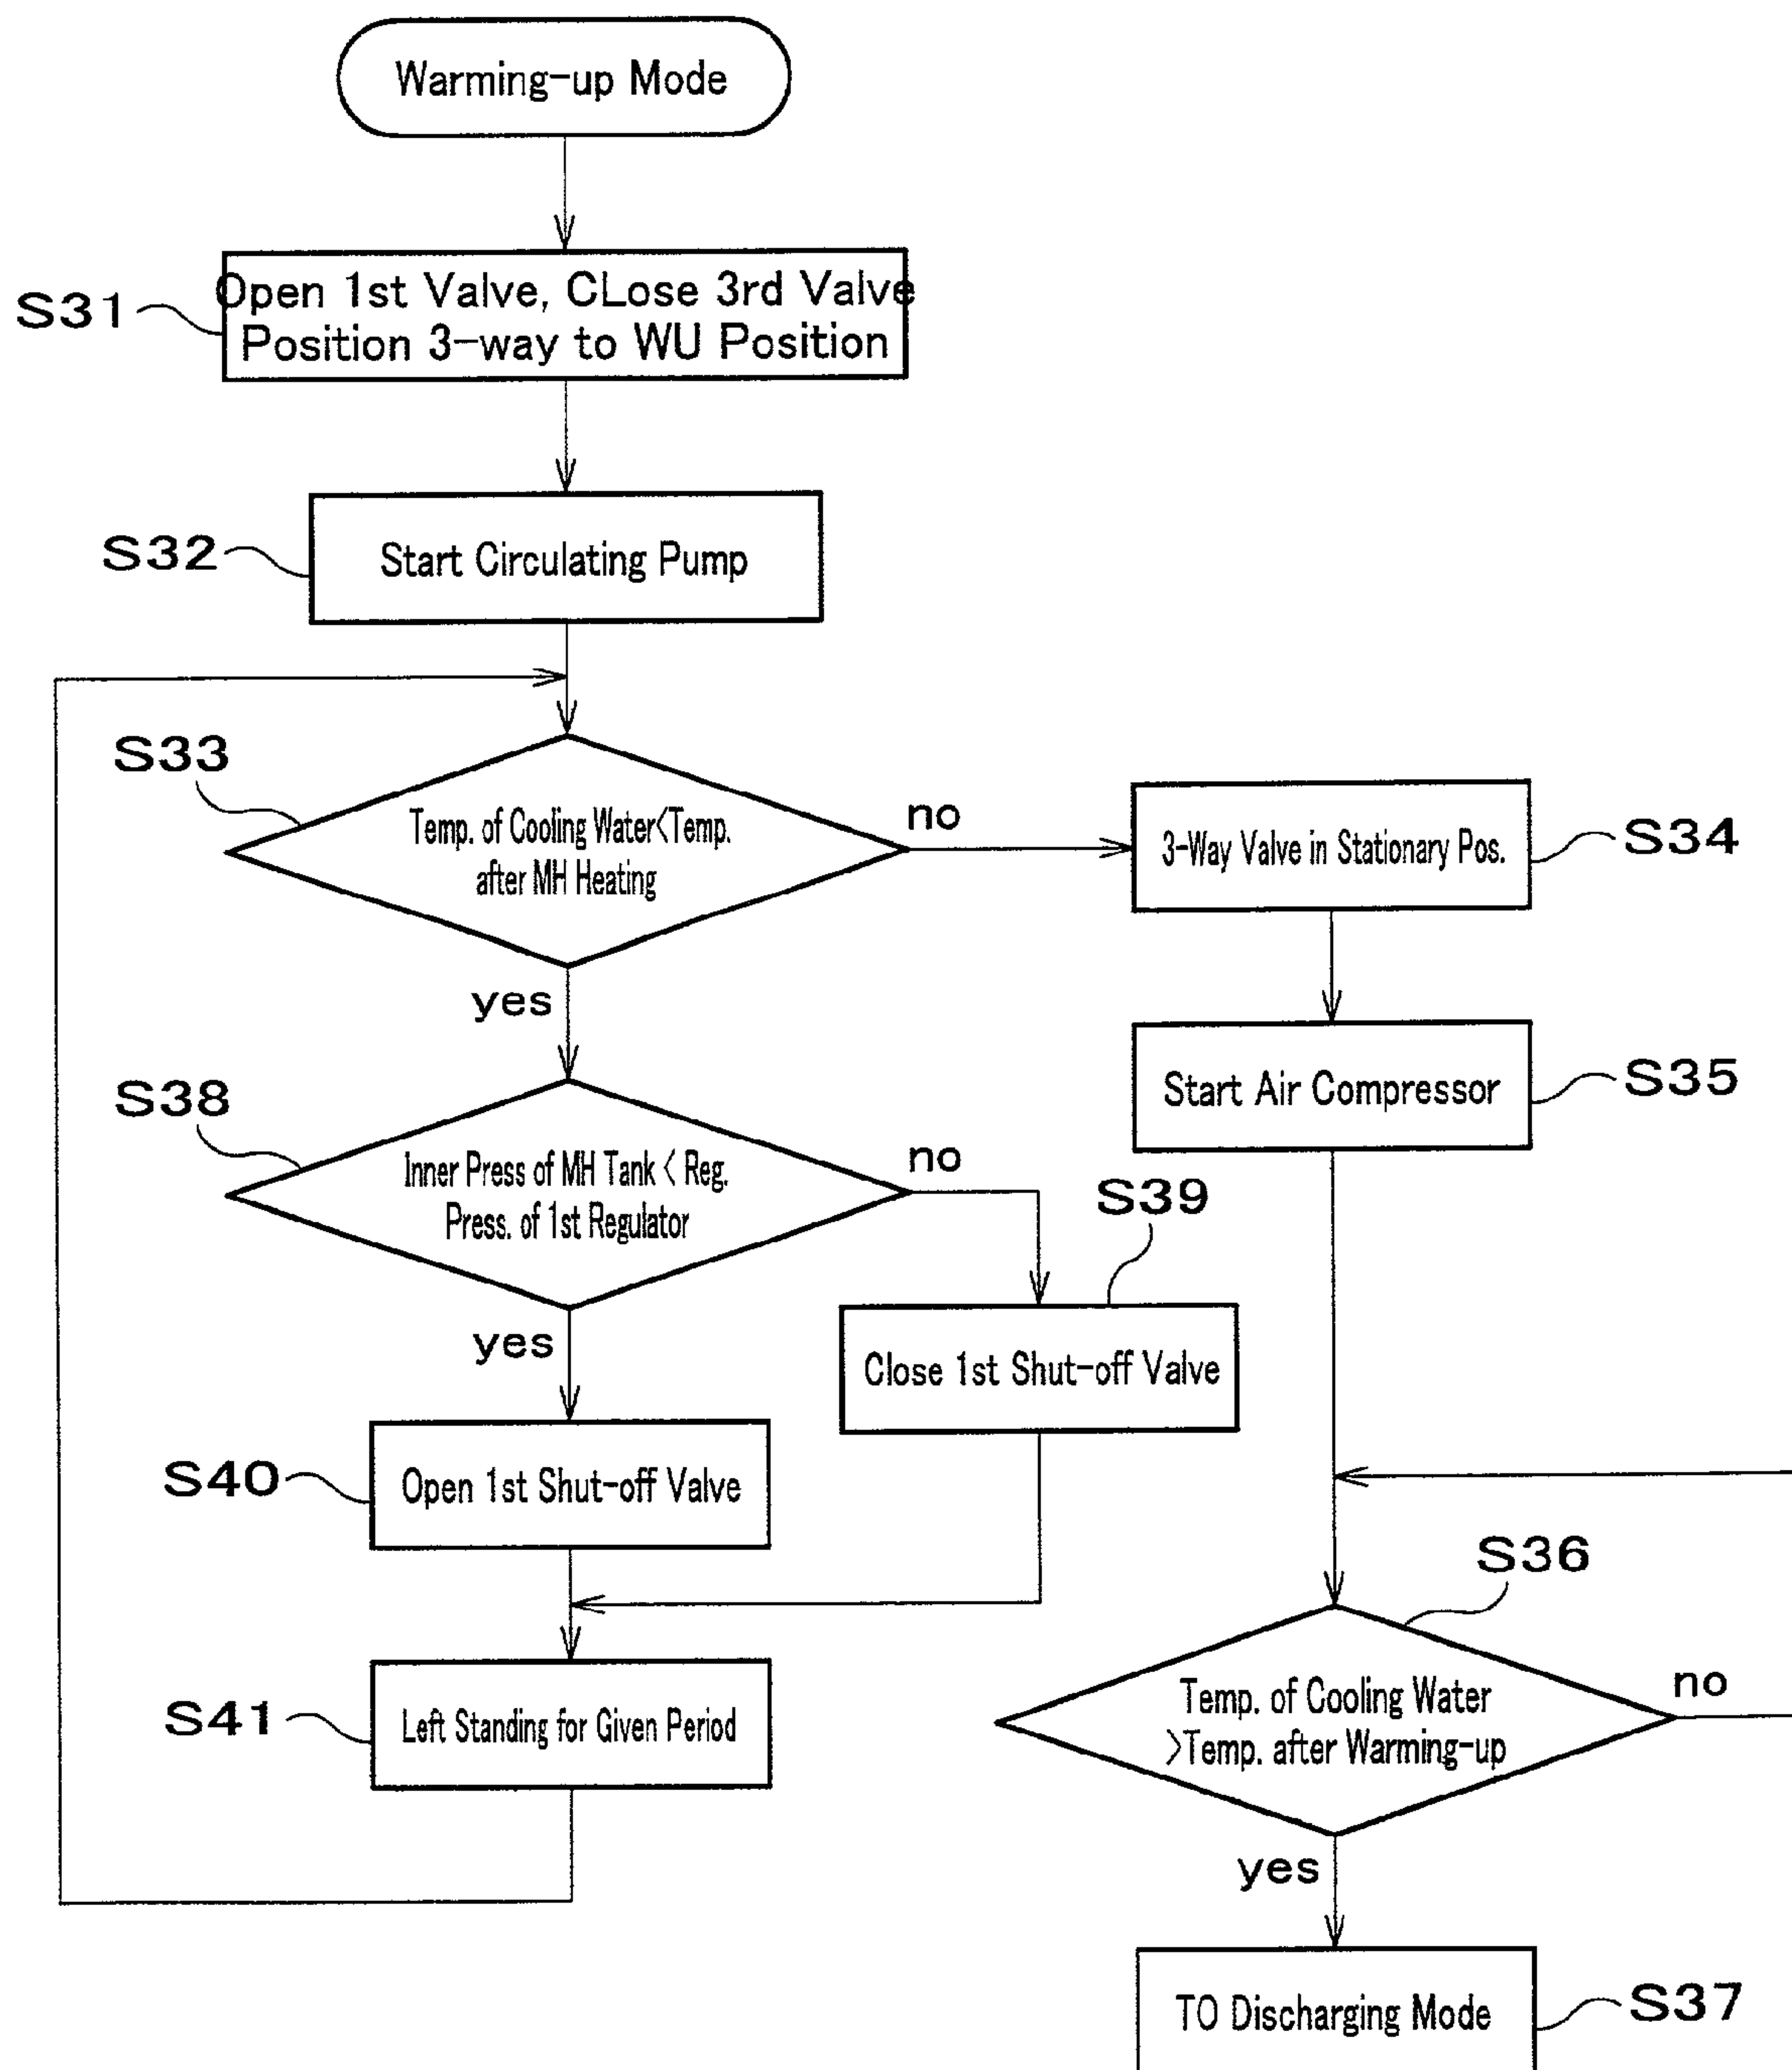 Warming-up Mode
S31
Open 1st Valve, CLose 3rd Valve
Position 3-way to WU Position
S32
Start Circulating Pump
S33
Temp. of Cooling Water<Temp.
after MH Heating
no
yes
3-Way Valve in Stationary Pos.
S34
Start Air Compressor
S35
S38
Inner Press of MH Tank < Reg.
Press. of 1st Regulator
no
yes
S39
Close 1st Shut-off Valve
S40
Open 1st Shut-off Valve
S41
Left Standing for Given Period
S36
Temp. of Cooling Water
>Temp. after Warming-up
no
yes
TO Discharging Mode
S37